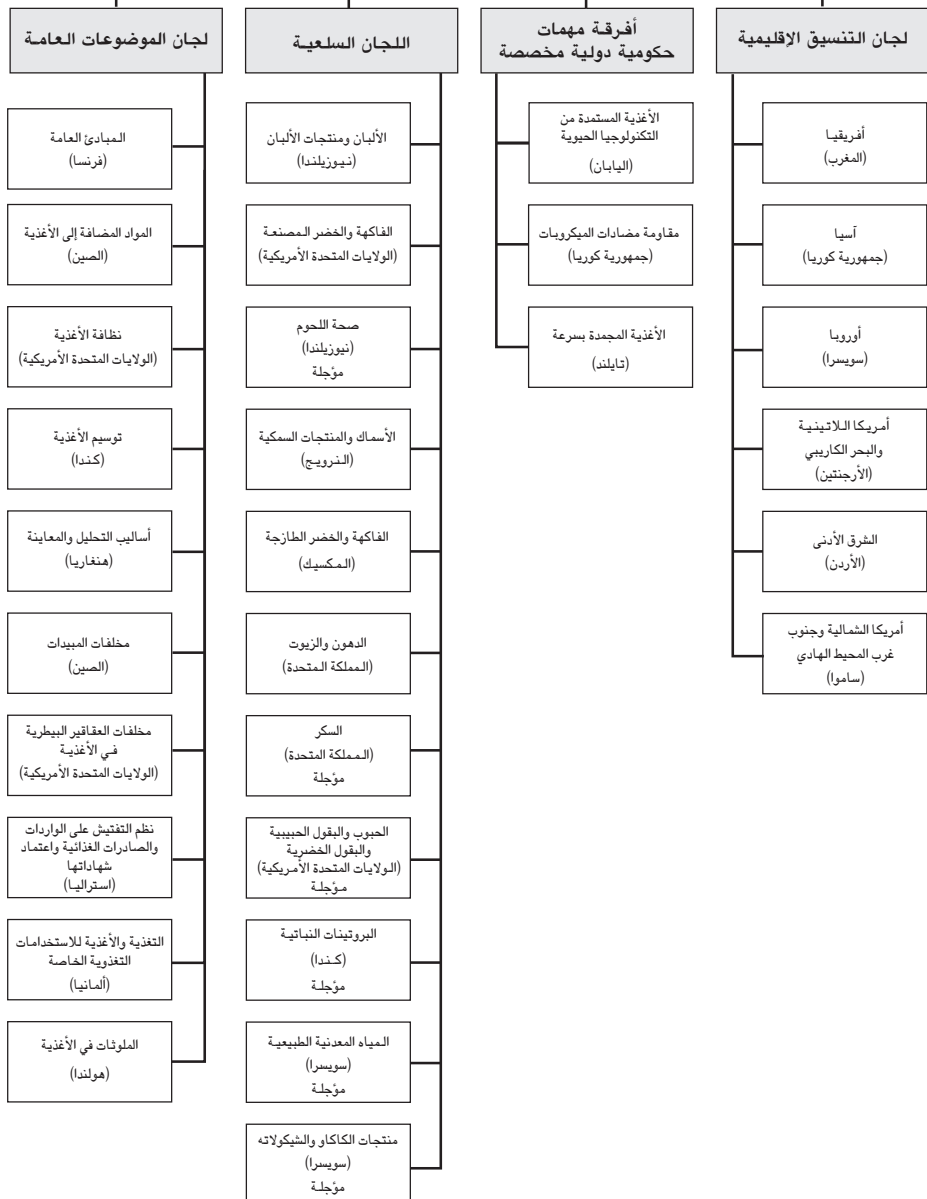 لجان التنسيق الإقليمية
أفريقيا
(المغرب)
آسيا
(جمهورية كوريا)
أوروبا
(سويسرا)
أمريكا اللاتينية
والبحر الكاريبي
(الأرجنتين)
الشرق الأدنى
(الأردن)
أمريكا الشمالية وجنوب
غرب المحيط الهادي
(ساموا)
أفرقة مهمات
حكومية دولية مخصصة
الأغذية المستمدة من
التكنولوجيا الحيوية
(اليابان)
مقاومة مضادات الميكروبات
(جمهورية كوريا)
الأغذية المجمدة بسرعة
(تايلند)
اللجان السلعية
الألبان ومنتجات الألبان
(نيوزيلندا)
الفاكهة والخضر المصنعة
(الولايات المتحدة الأمريكية)
صحة اللحوم
(نيوزيلندا)
مؤجلة
الأسماك والمنتجات السمكية
(النرويج)
الفاكهة والخضر الطازجة
(المكسيك)
الدهون والزيوت
(المملكة المتحدة)
السكر
(المملكة المتحدة)
مؤجلة
الحبوب والبقول الحبيبية
والبقول الخضرية
(الولايات المتحدة الأمريكية)
مؤجلة
البروتينات النباتية
(كندا)
مؤجلة
المياه المعدنية الطبيعية
(سويسرا)
مؤجلة
منتجات الكاكاو والشيكولاته
(سويسرا)
مؤجلة
لجان الموضوعات العامة
المبادئ العامة
(فرنسا)
المواد المضافة إلى الأغذية
(الصين)
نظافة الأغذية
(الولايات المتحدة الأمريكية)
توسيم الأغذية
(كندا)
أساليب التحليل والمعاينة
(هنغاريا)
مخلفات المبيدات
(الصين)
مخلفات العقاقير البيطرية
في الأغذية
(الولايات المتحدة الأمريكية)
نظم التفتيش على الواردات
والصادرات الغذائية واعتماد
شهاداتها
(استراليا)
التغذية والأغذية للاستخدامات
التغذوية الخاصة
(ألمانيا)
الملوثات في الأغذية
(هولندا)